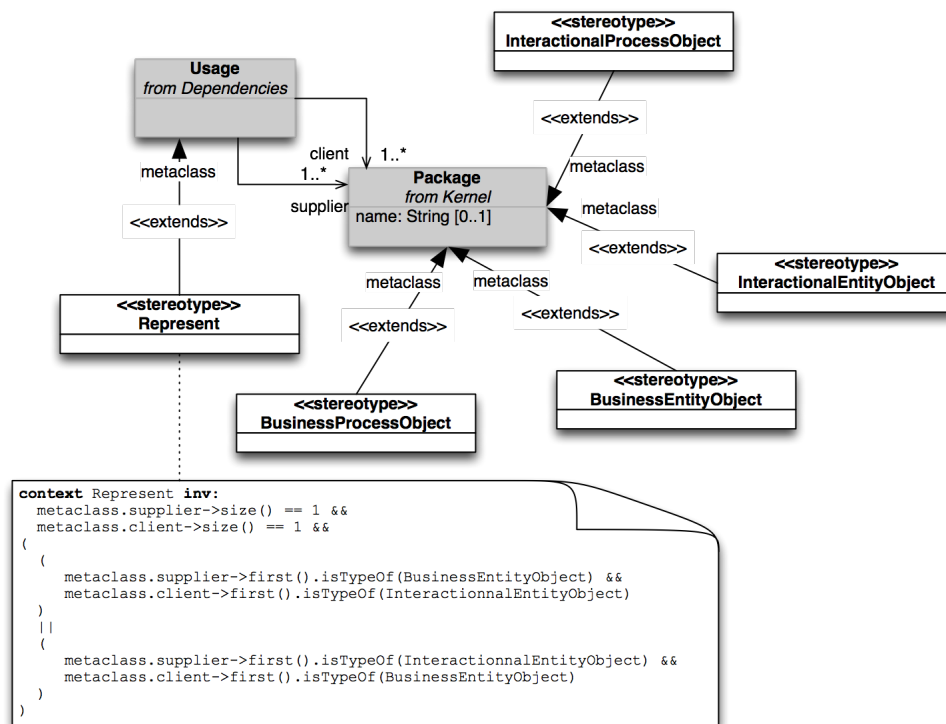 <<stereotype>>
InteractionalProcessObject
Usage
from Dependencies
<<extends>>
metaclass
client
1..*
metaclass
1..*
supplier
Package
from Kernel
name: String [0..1]
metaclass
<<extends>>
<<extends>>
<<stereotype>>
InteractionalEntityObject
metaclass
metaclass
<<extends>>
<<extends>>
<<stereotype>>
Represent
<<stereotype>>
BusinessEntityObject
<<stereotype>>
BusinessProcessObject
context Represent inv:
metaclass.supplier->size() == 1 &&
metaclass.client->size() == 1 &&
(
(
metaclass.supplier->first().isTypeOf(BusinessEntityObject) &&
metaclass.client->first().isTypeOf(InteractionnalEntityObject)
)
||
(
metaclass.supplier->first().isTypeOf(InteractionnalEntityObject) &&
metaclass.client->first().isTypeOf(BusinessEntityObject)
)
)